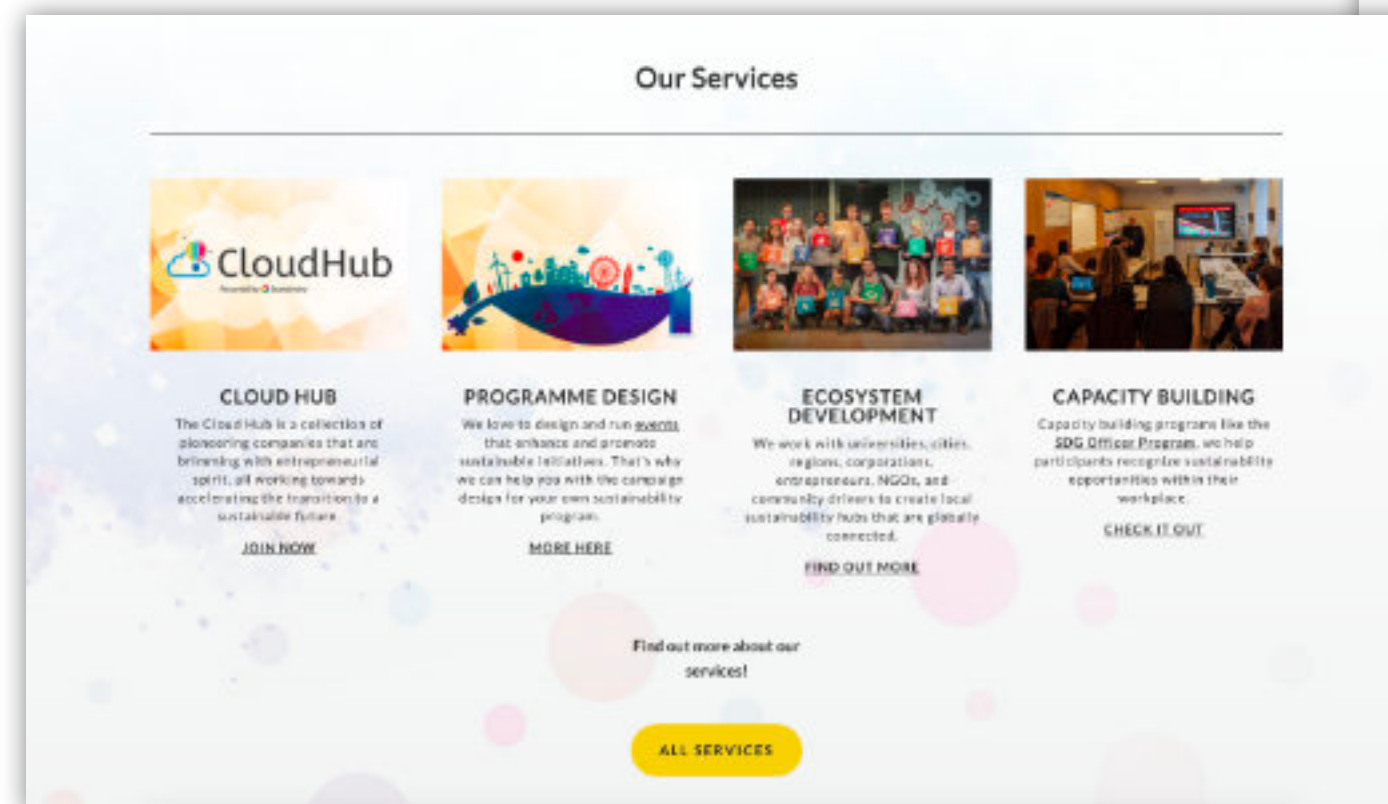 Our Services
CloudHub
CLOUD HUB
The Cloud Hub is a collection of
pioneering companies that are
brimming with entrepreneurial
spirit, all working towards
accelerating the transition to a
sustainable future
JOIN NOW
PROGRAMME DESIGN
We love to design and run events
that enhance and promote
sustainable initiatives. That's why
we can help you with the campaign
design for your own sustainability
program.
MORE HERE
ECOSYSTEM
DEVELOPMENT
We work with universities, cities,
regions, corporations,
entrepreneurs, NGOs, and
community drivers to create local
sustainability hubs that are globally
connected.
FIND OUT MORE
CAPACITY BUILDING
Capacity building programs like the
SDG Officer Program, we help
participants recognize sustainability
opportunities within their
workplace.
CHECK IT OUT
Find out more about our
services!
ALL SERVICES